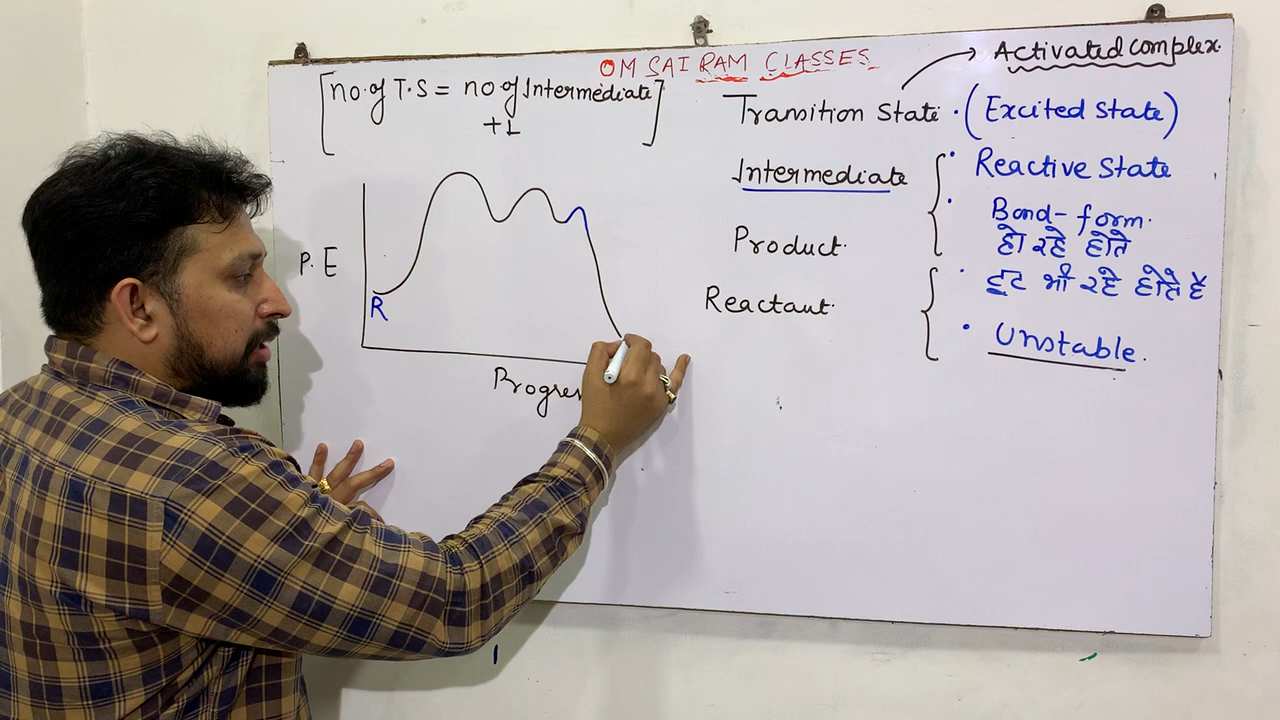 OM SAI RAM CLASSES
Activated complex.
[no. of T.S = no of Intermediate]
+1
Transition State . (Excited State)
Intermediate
Reactive State
Bond-form.
हो रहे होते
Product.
टूट भी रहे होते हैं
Reactant.
Unstable.
P. E
R